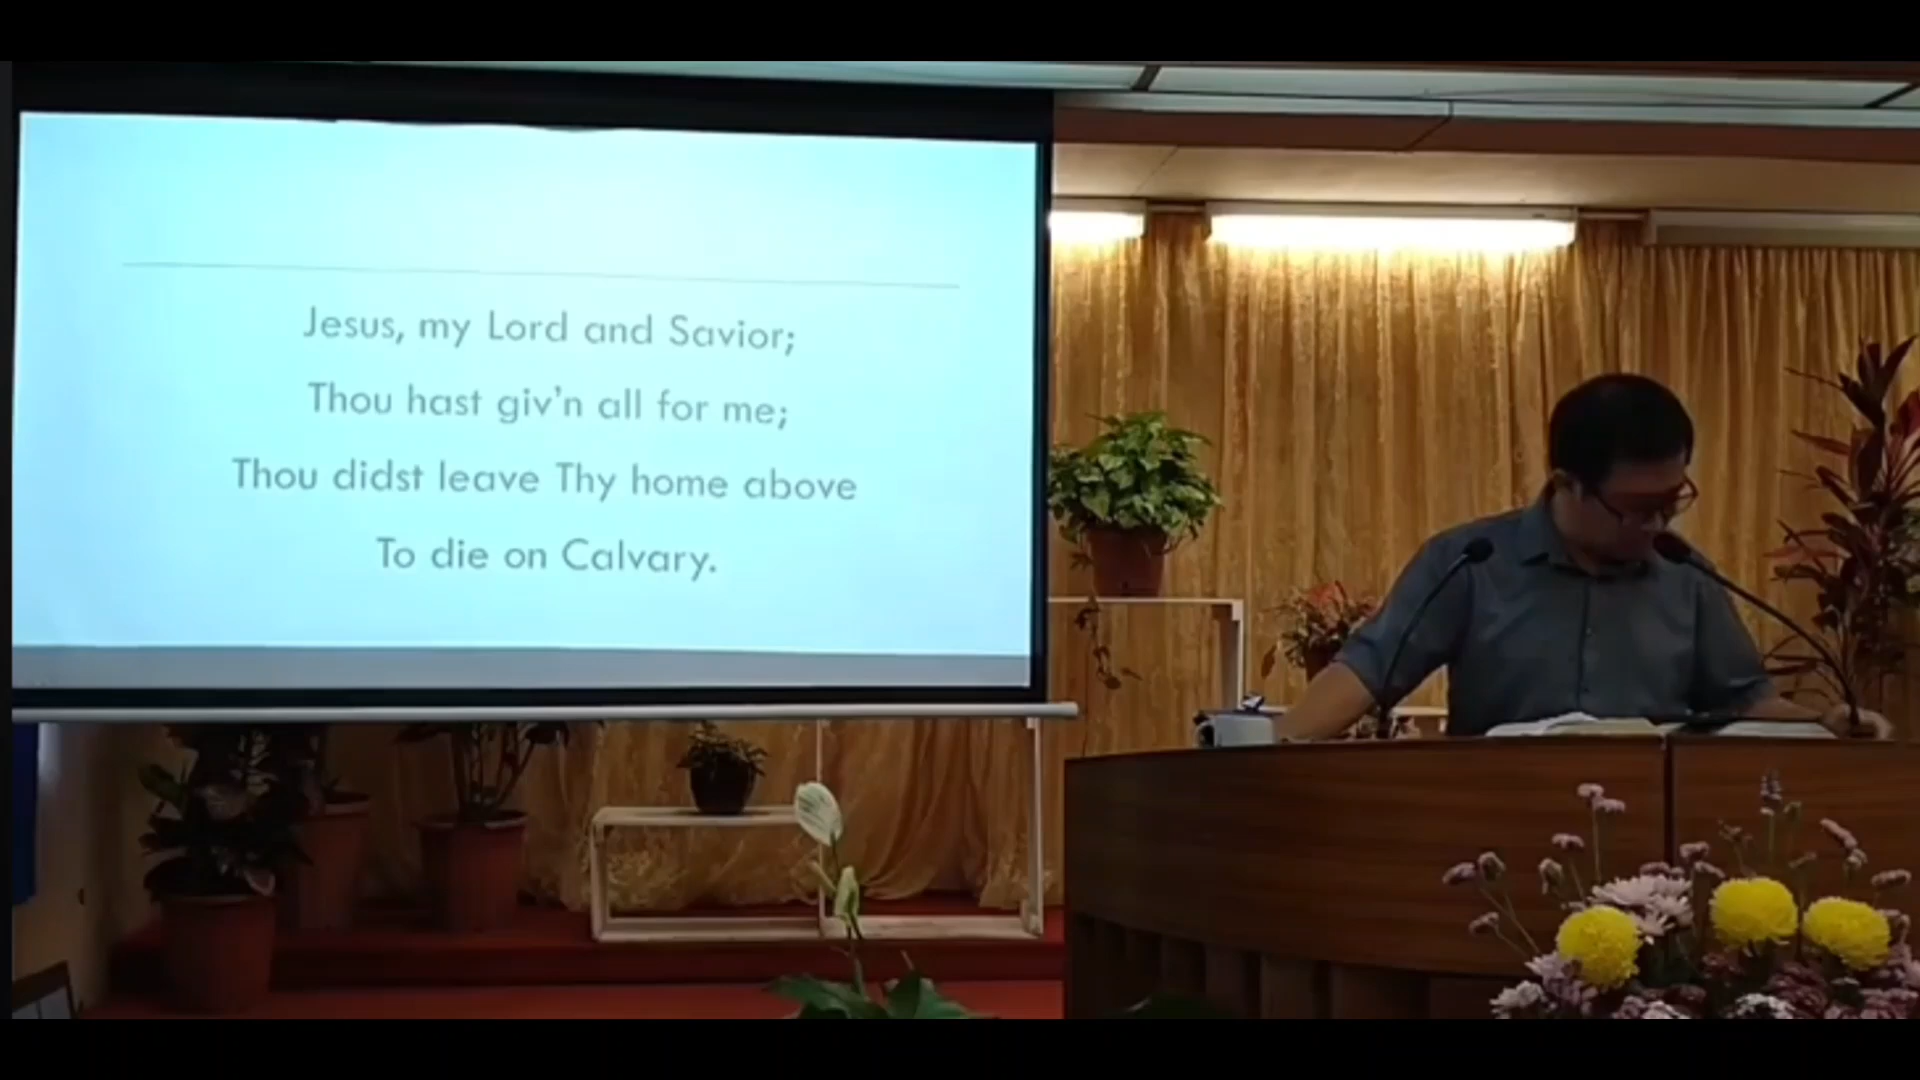 Jesus, my Lord and Savior;
Thou hast giv'n all for me;
Thou didst leave Thy home above
To die on Calvary.